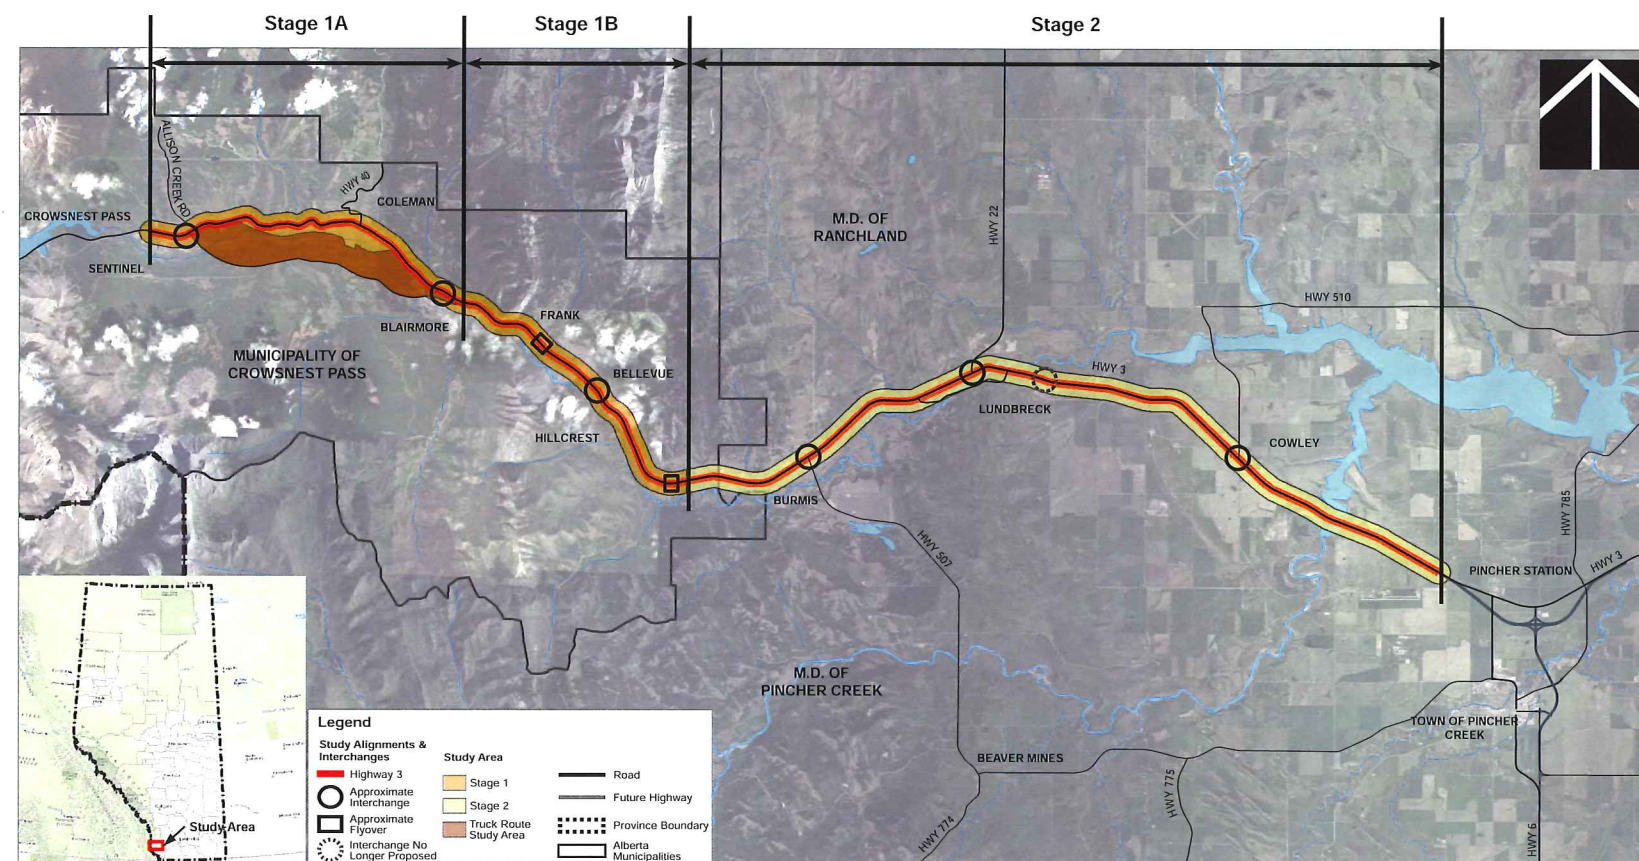 Stage 1A
Stage 1B
Stage 2
ALLISON CREEK RD
HWY 40
COLEMAN
CROWSNEST PASS
SENTINEL
M.D. OF
RANCHLAND
HWY 22
HWY 510
BLAIRMORE
FRANK
MUNICIPALITY OF
CROWSNEST PASS
BELLEVUE
HWY 3
LUNDBRECK
HILLCREST
COWLEY
BURMIS
HWY 507
HWY 785
PINCHER STATION
HWY 3
M.D. OF
PINCHER CREEK
TOWN OF PINCHER
CREEK
BEAVER MINES
HWY 775
HWY 774
HWY 6
Study Area
Legend
Study Alignments &
Interchanges
Highway 3
Approximate
Interchange
Approximate
Flyover
Interchange No
Longer Proposed
Study Area
Stage 1
Stage 2
Truck Route
Study Area
Road
Future Highway
Province Boundary
Alberta
Municipalities